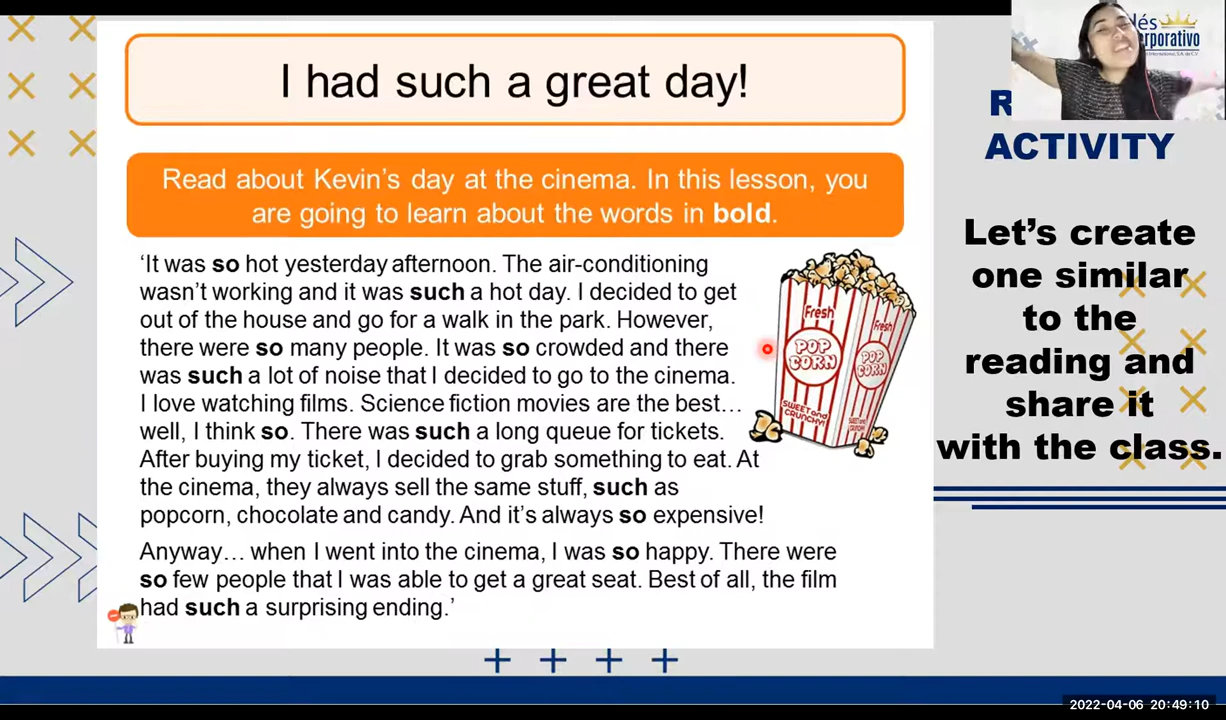 I had such a great day!
Read about Kevin's day at the cinema. In this lesson, you
are going to learn about the words in bold.
‘It was so hot yesterday afternoon. The air-conditioning
wasn't working and it was such a hot day. I decided to get
out of the house and go for a walk in the park. However,
there were so many people. It was so crowded and there
was such a lot of noise that I decided to go to the cinema.
I love watching films. Science fiction movies are the best…
well, I think so. There was such a long queue for tickets.
After buying my ticket, I decided to grab something to eat. At
the cinema, they always sell the same stuff, such as
popcorn, chocolate and candy. And it's always so expensive!
Anyway… when I went into the cinema, I was so happy. There were
so few people that I was able to get a great seat. Best of all, the film
had such a surprising ending.’
Fresh
POP
CORN
SWEET and
CRUNCHY!
Fresh
POP
CORN
lés
orporativo
R
ACTIVITY
Let's create
one similar
to the
reading and
share it
with the class.
2022-04-06 20:49:10